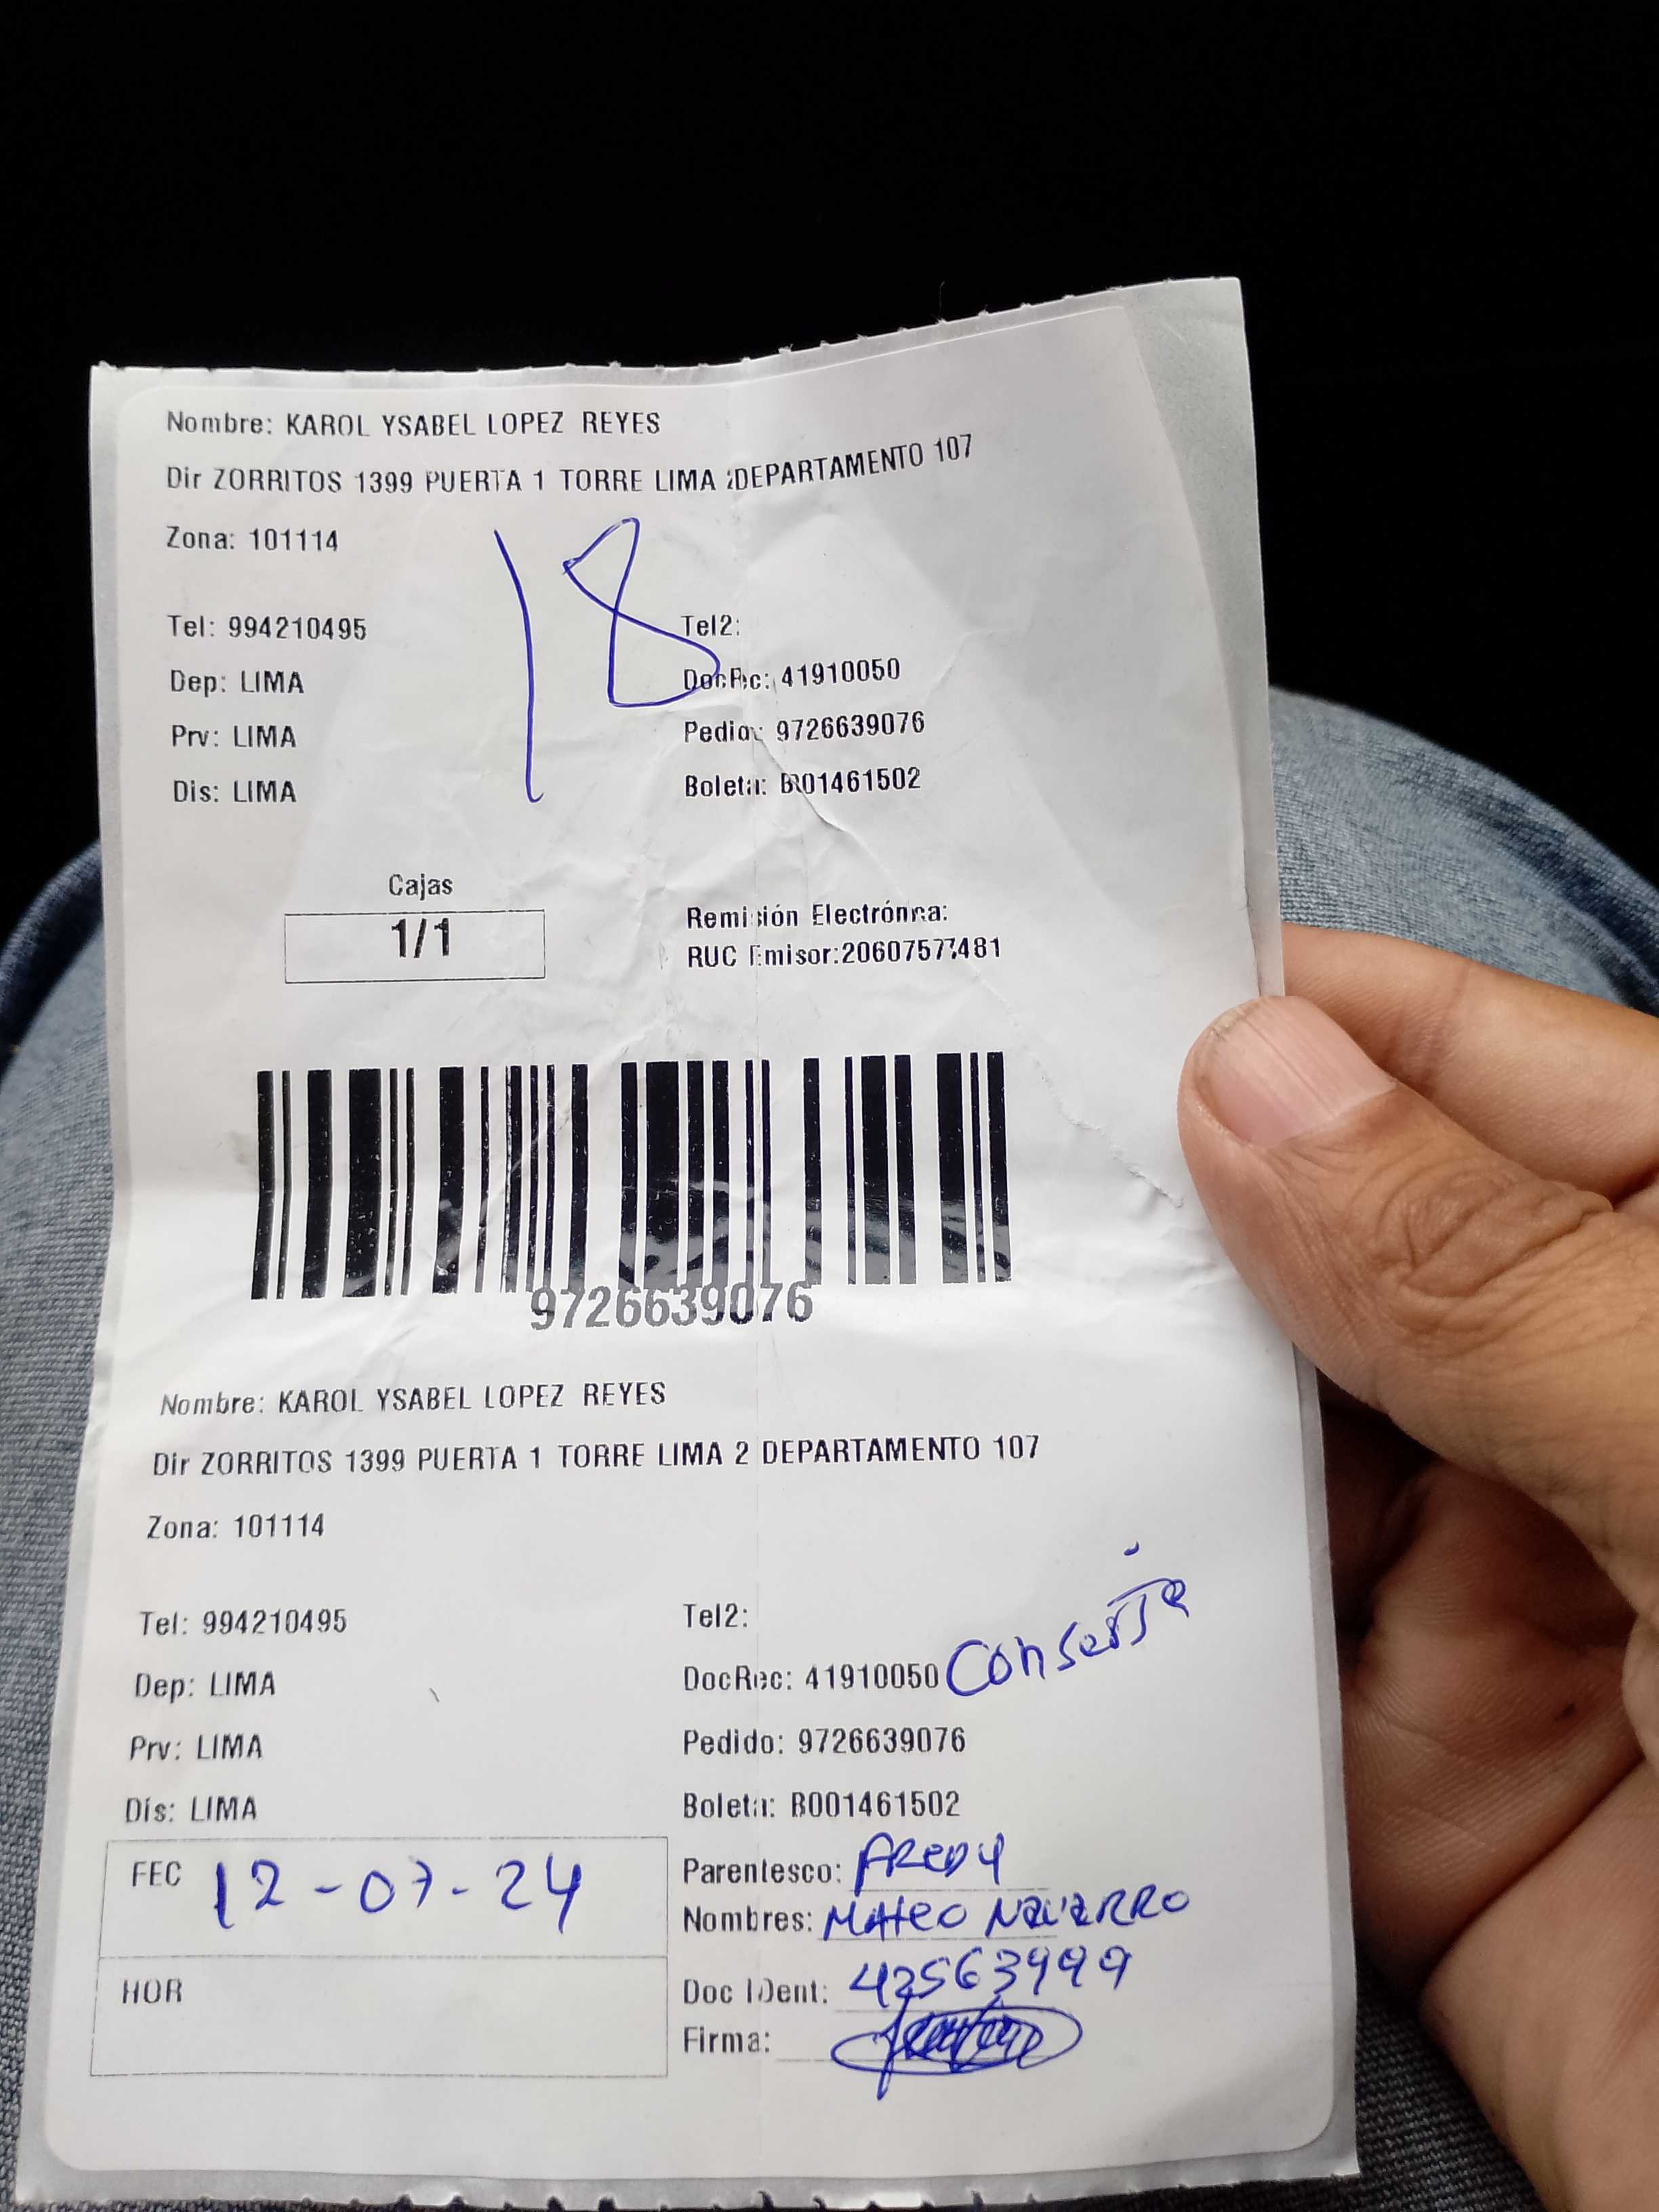 Nombre: KAROL YSABEL LOPEZ REYES
Dir ZORRITOS 1399 PUERTA 1 TORRE LIMA 2DEPARTAMENTO 107
Zona: 101114
18
Tel: 994210495 Tel2:
Dep: LIMA DocRec: 41910050
Prv: LIMA Pedido: 9726639076
Dis: LIMA Boleta: B001461502
Cajas
1/1
Remisión Electrónica:
RUC Emisor:20607577481
9726639076
Nombre: KAROL YSABEL LOPEZ REYES
Dir ZORRITOS 1399 PUERTA 1 TORRE LIMA 2 DEPARTAMENTO 107
Zona: 101114
Tel: 994210495 Tel2:
Dep: LIMA DocRec: 41910050 Conserje
Prv: LIMA Pedido: 9726639076
Dis: LIMA Boleta: B001461502
FEC 12-07-24 Parentesco: FREDY
Nombres: MATEO NAVARRO
HOR Doc IDent:
Firma: